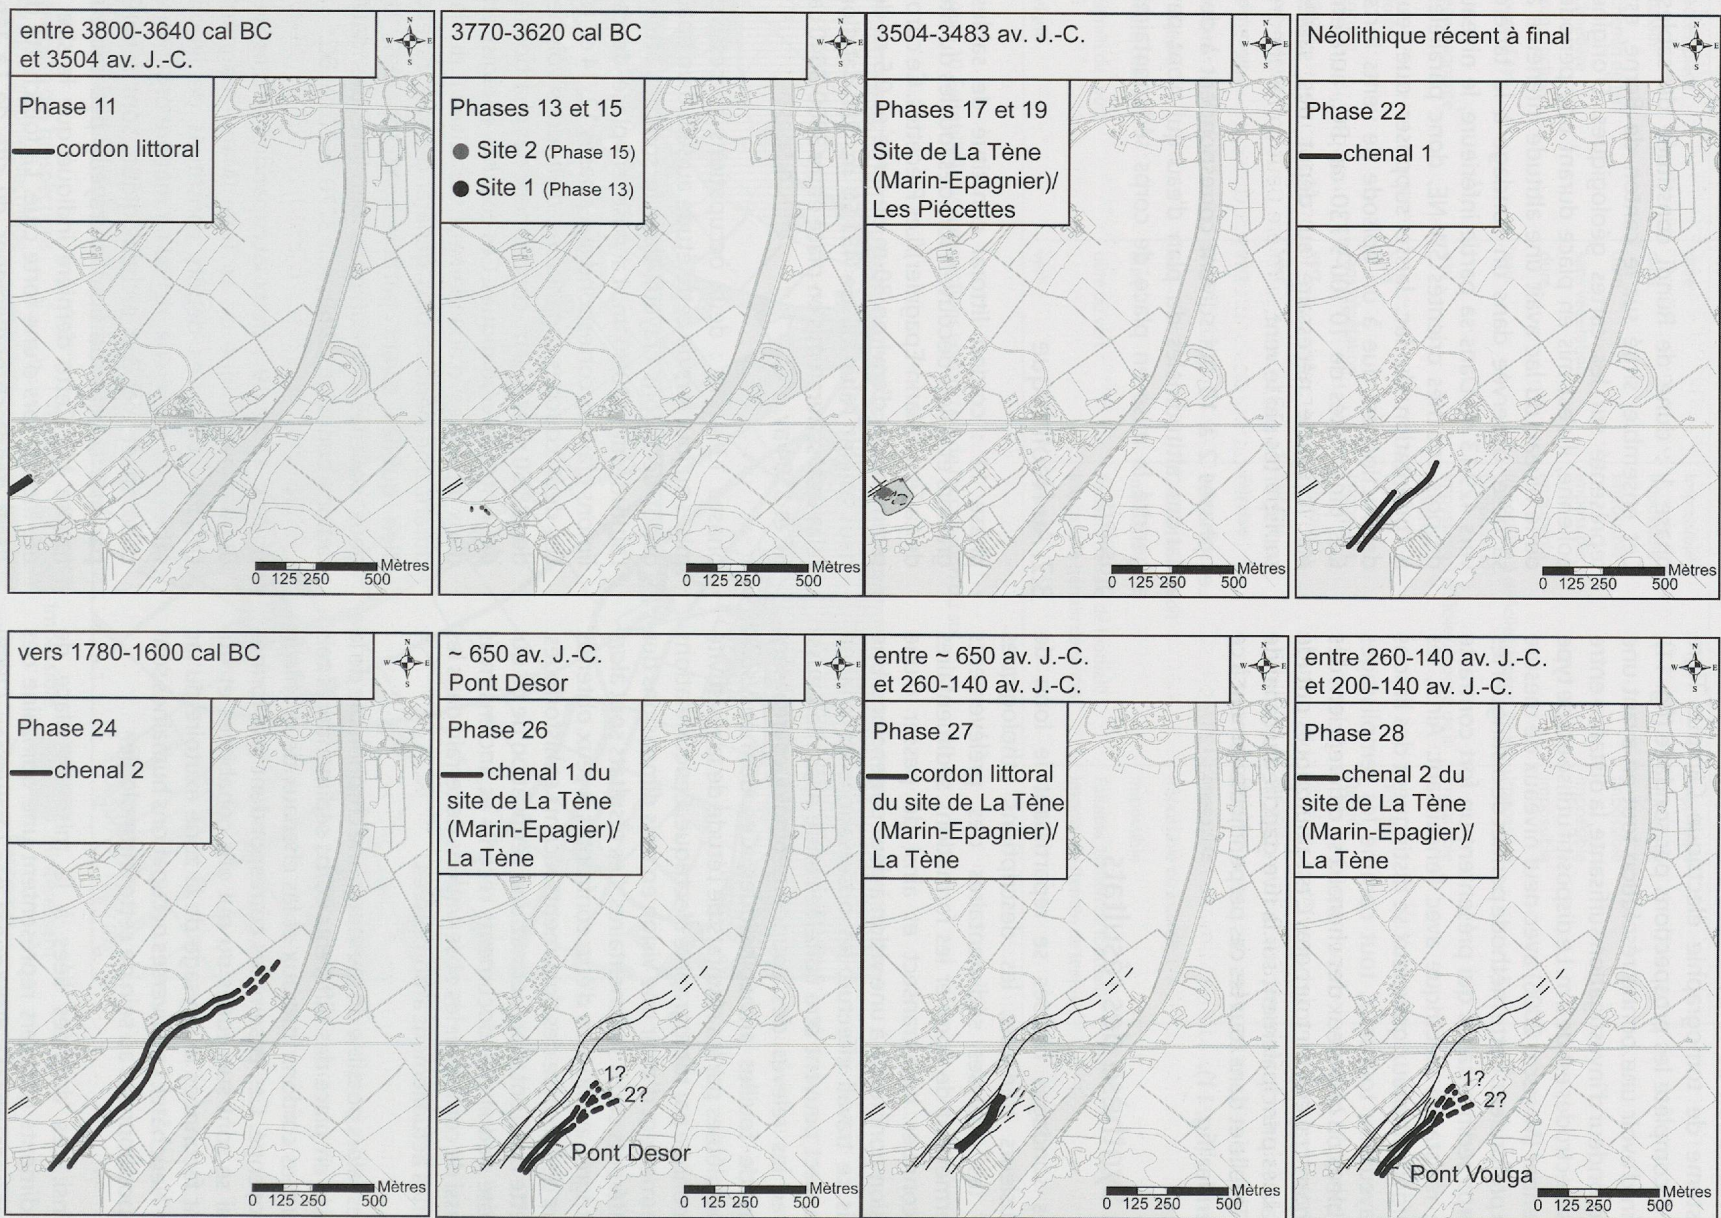 entre 3800-3640 cal BC
et 3504 av. J.-C.
N
W E
S
Phase 11
cordon littoral
Mètres
0 125 250 500
3770-3620 cal BC
N
W E
S
Phases 13 et 15
Site 2 (Phase 15)
Site 1 (Phase 13)
Mètres
0 125 250 500
3504-3483 av. J.-C.
N
W E
S
Phases 17 et 19
Site de La Tène
(Marin-Epagnier)/
Les Piécettes
Mètres
0 125 250 500
Néolithique récent à final
N
W E
S
Phase 22
chenal 1
Mètres
0 125 250 500
vers 1780-1600 cal BC
N
W E
S
Phase 24
chenal 2
Mètres
0 125 250 500
~ 650 av. J.-C.
Pont Desor
N
W E
S
Phase 26
chenal 1 du
site de La Tène
(Marin-Epagier)/
La Tène
1?
2?
Pont Desor
Mètres
0 125 250 500
entre ~ 650 av. J.-C.
et 260-140 av. J.-C.
N
W E
S
Phase 27
cordon littoral
du site de La Tène
(Marin-Epagnier)/
La Tène
Mètres
0 125 250 500
entre 260-140 av. J.-C.
et 200-140 av. J.-C.
N
W E
S
Phase 28
chenal 2 du
site de La Tène
(Marin-Epagier)/
La Tène
1?
2?
Pont Vouga
Mètres
0 125 250 500